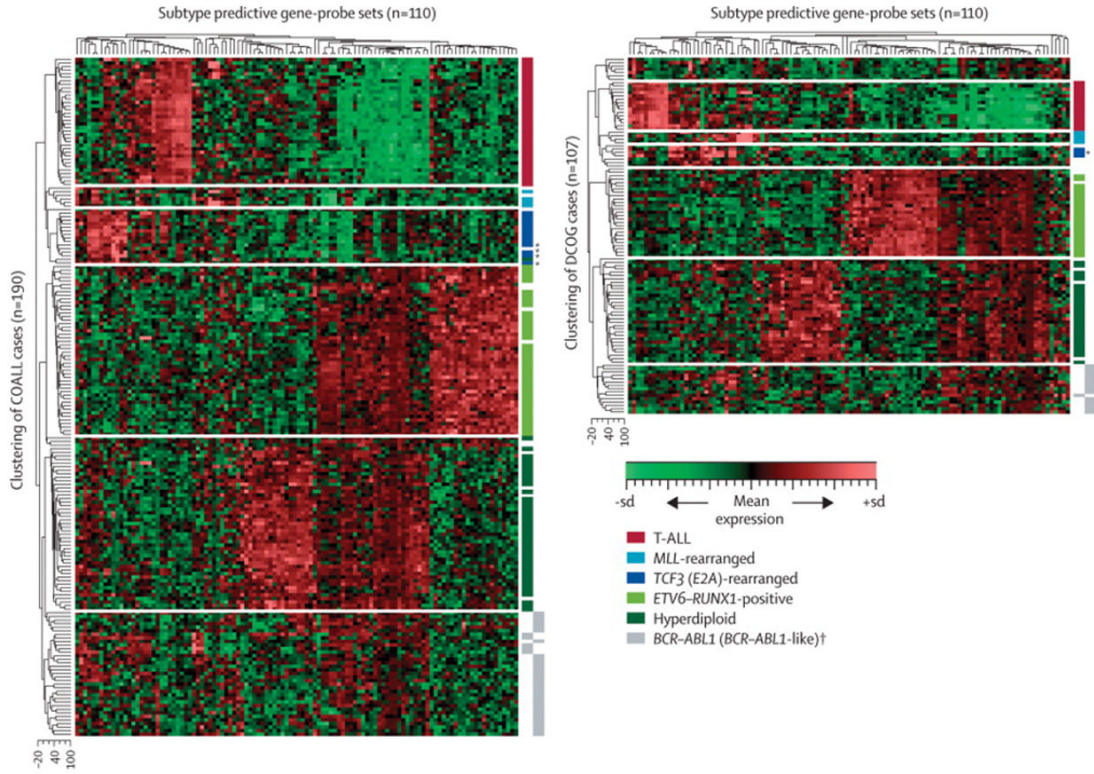 Subtype predictive gene-probe sets (n=110)
Clustering of COALL cases (n=190)
****
-20
40
100
Subtype predictive gene-probe sets (n=110)
Clustering of DCOG cases (n=107)
*
-20
40
100
-sd
Mean
expression
+sd
T-ALL
MLL-rearranged
TCF3 (E2A)-rearranged
ETV6–RUNX1-positive
Hyperdiploid
BCR–ABL1 (BCR–ABL1-like)†